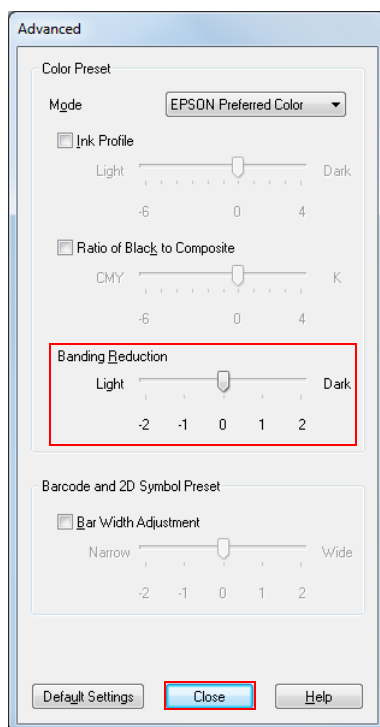 Advanced
Color Preset
Mode EPSON Preferred Color
Ink Profile
Light Dark
-6 0 4
Ratio of Black to Composite
CMY K
-6 0 4
Banding Reduction
Light Dark
-2 -1 0 1 2
Barcode and 2D Symbol Preset
Bar Width Adjustment
Narrow Wide
-2 -1 0 1 2
Default Settings Close Help